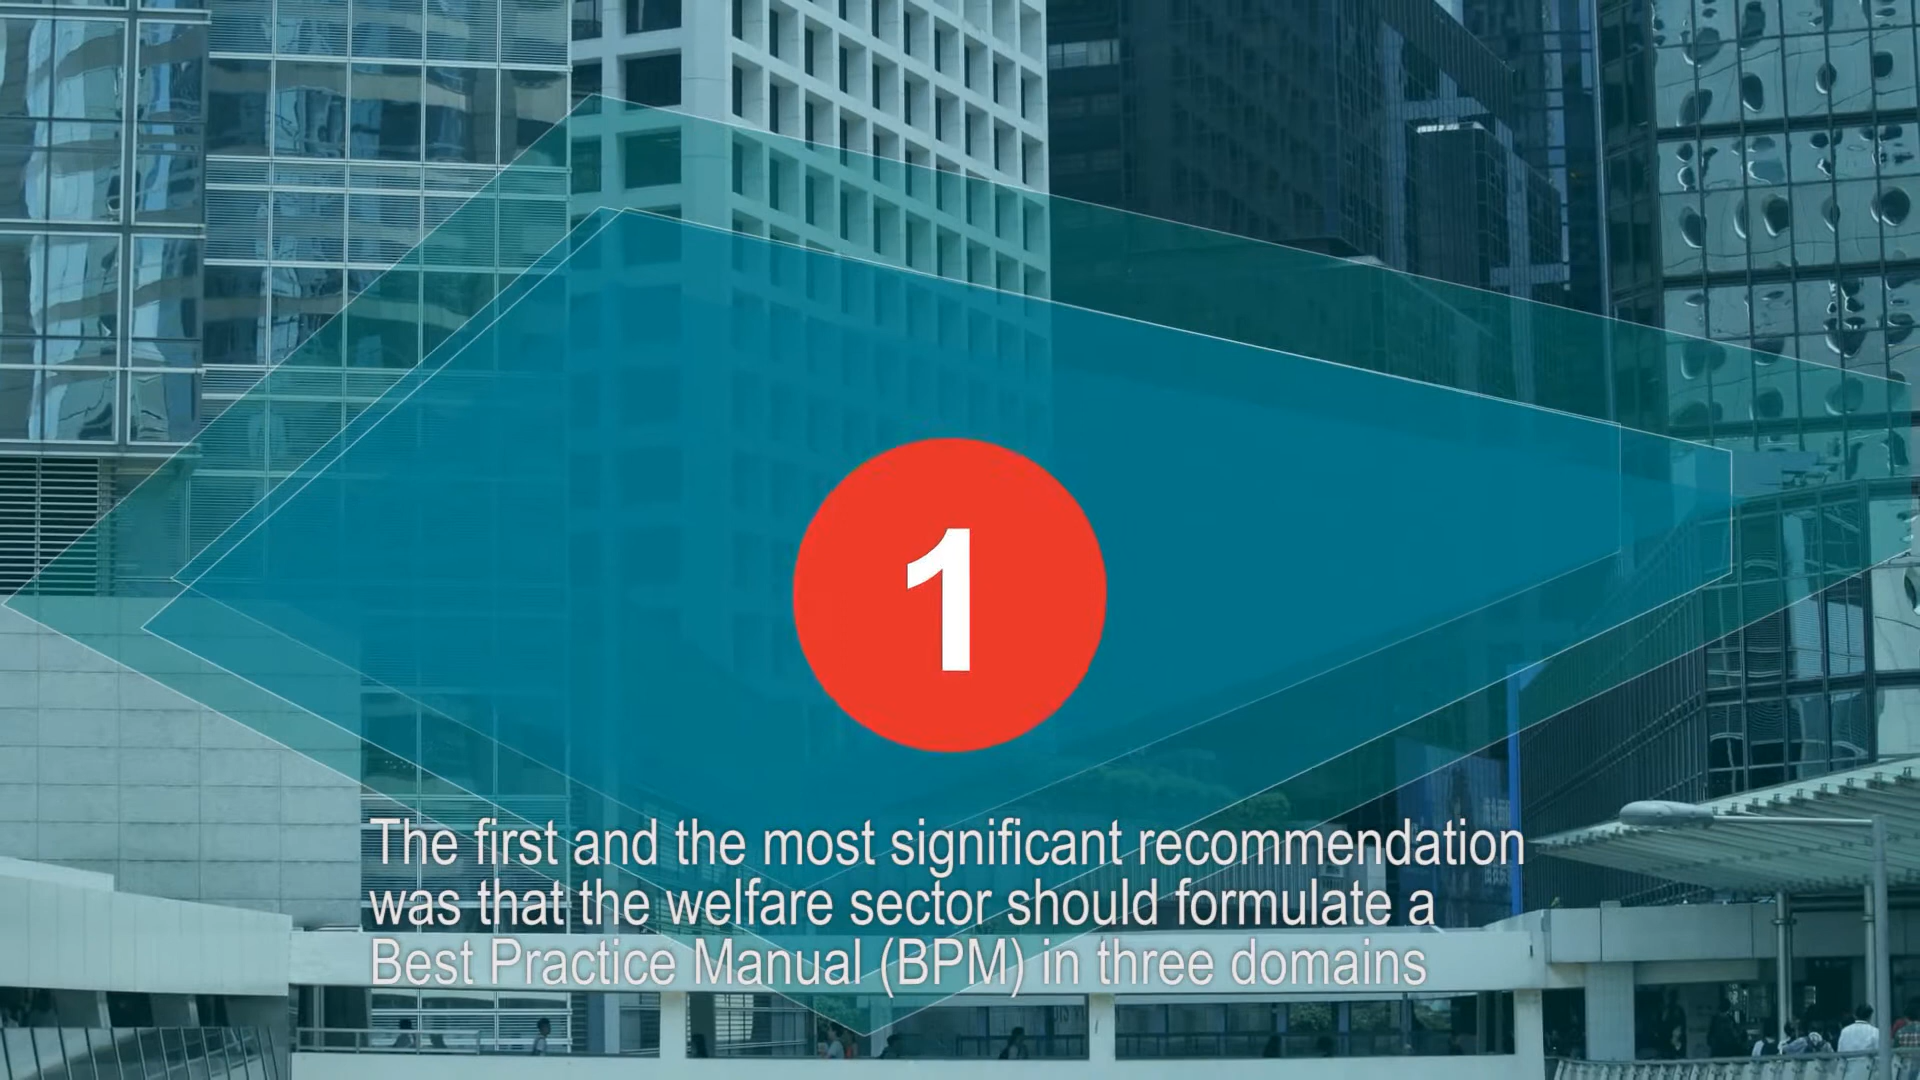 1
The first and the most significant recommendation
was that the welfare sector should formulate a
Best Practice Manual (BPM) in three domains